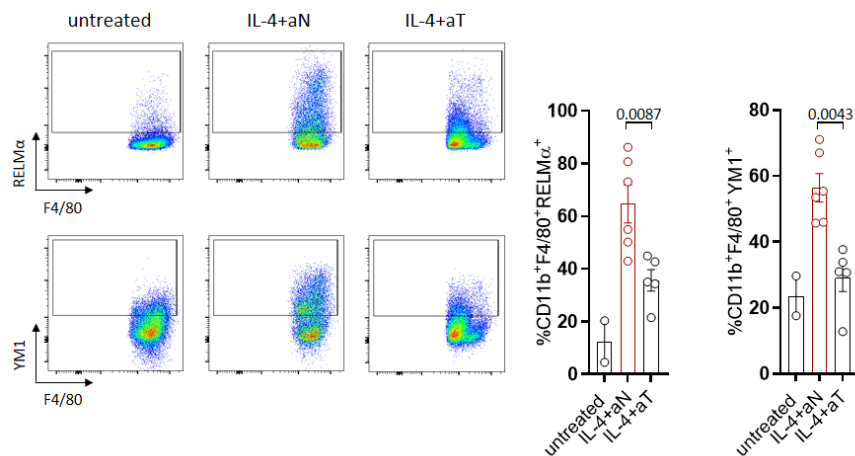 untreated
IL-4+aN
IL-4+aT
RELMα
F4/80
YM1
F4/80
%CD11b+F4/80+RELMα+
100
80
60
40
20
0
0.0087
untreated
IL-4+aN
IL-4+aT
%CD11b+F4/80+ YM1+
80
60
40
20
0
0.0043
untreated
IL-4+aN
IL-4+aT